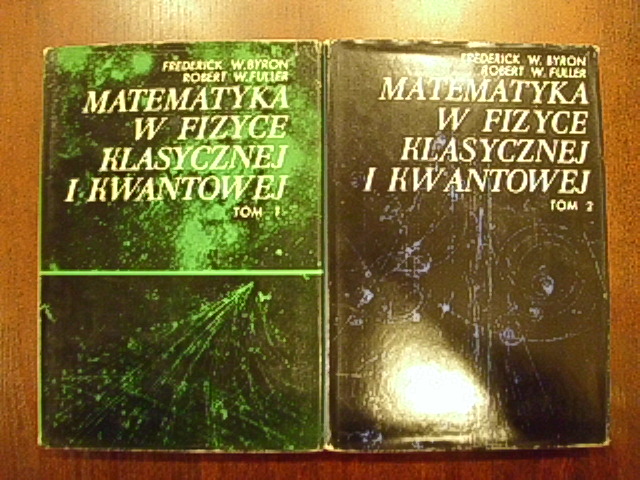 FREDERICK W. BYRON
ROBERT W. FULLER
MATEMATYKA
W FIZYCE
KLASYCZNEJ
I KWANTOWEJ
TOM 1
FREDERICK W. BYRON
ROBERT W. FULLER
MATEMATYKA
W FIZYCE
KLASYCZNEJ
I KWANTOWEJ
TOM 2